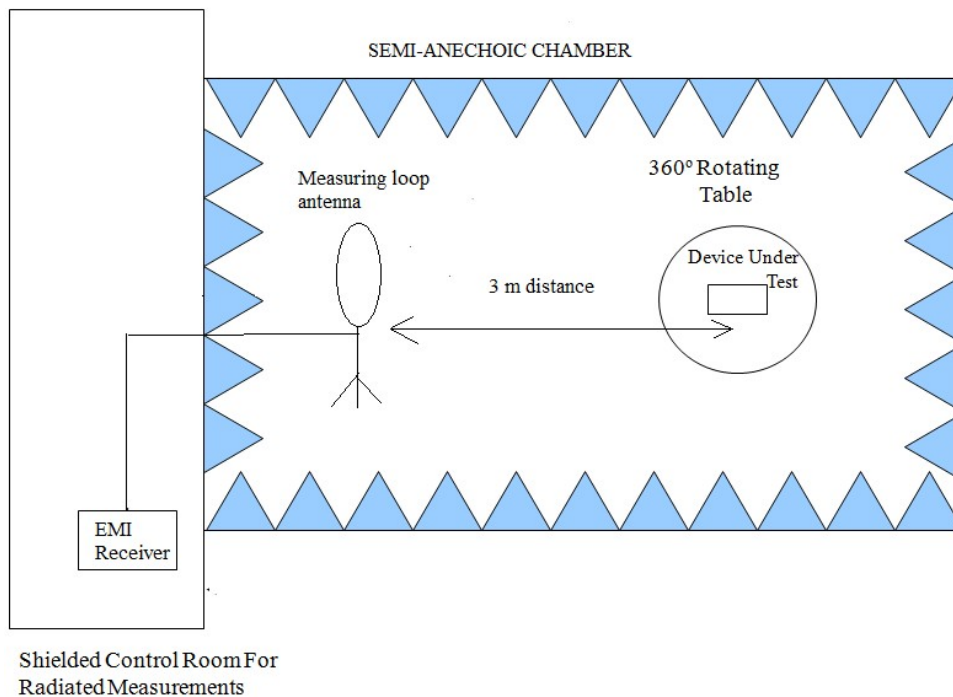 SEMI-ANECHOIC CHAMBER
Measuring loop
antenna
360º Rotating
Table
Device Under
Test
3 m distance
EMI
Receiver
Shielded Control Room For
Radiated Measurements